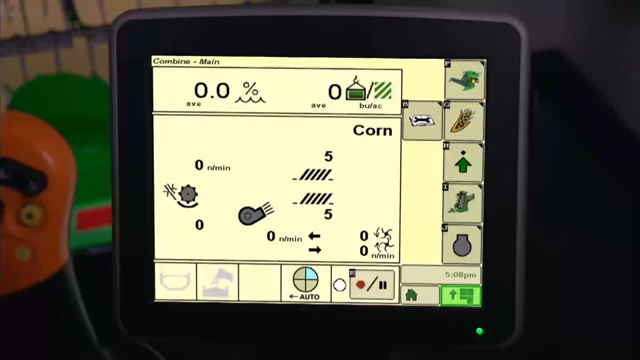 Combine - Main
0.0 %
ave
0
ave
bu/ac
Corn
0 n/min
5
0
5
0 n/min
0
0
n/min
AUTO
5:08pm